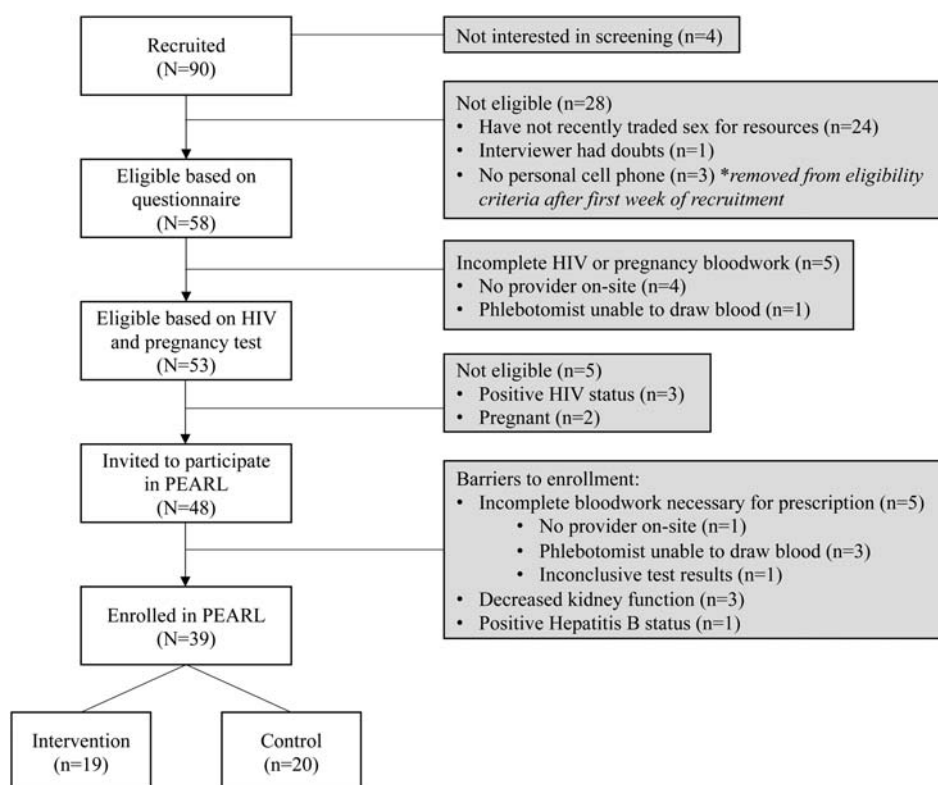 Recruited
(N=90)
Not interested in screening (n=4)
Not eligible (n=28)
• Have not recently traded sex for resources (n=24)
• Interviewer had doubts (n=1)
• No personal cell phone (n=3) *removed from eligibility
criteria after first week of recruitment
Eligible based on
questionnaire
(N=58)
Incomplete HIV or pregnancy bloodwork (n=5)
• No provider on-site (n=4)
• Phlebotomist unable to draw blood (n=1)
Eligible based on HIV
and pregnancy test
(N=53)
Not eligible (n=5)
• Positive HIV status (n=3)
• Pregnant (n=2)
Invited to participate
in PEARL
(N=48)
Barriers to enrollment:
• Incomplete bloodwork necessary for prescription (n=5)
• No provider on-site (n=1)
• Phlebotomist unable to draw blood (n=3)
• Inconclusive test results (n=1)
• Decreased kidney function (n=3)
• Positive Hepatitis B status (n=1)
Enrolled in PEARL
(N=39)
Intervention
(n=19)
Control
(n=20)